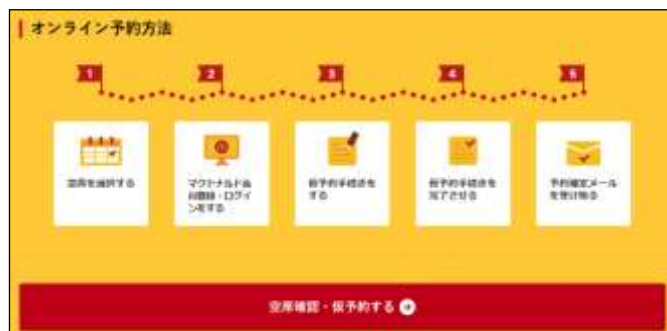 オンライン予約方法
1
2
3
4
5
空席を選択する
マクドナルド会
員登録・ログイ
ンをする
仮予約手続きを
する
仮予約手続きを
完了させる
予約確定メール
を受け取る
空席確認・仮予約する